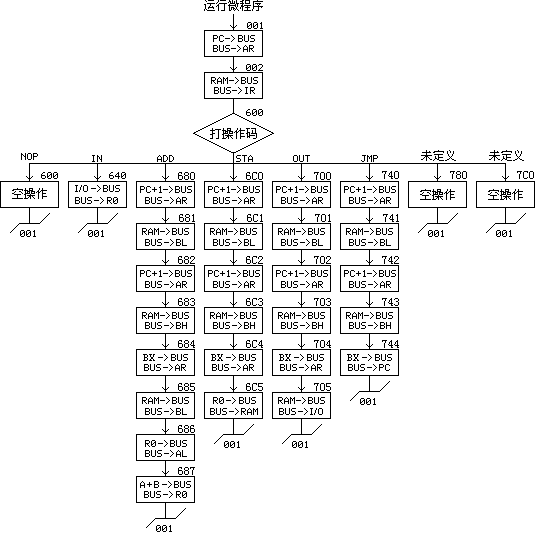 运行微程序
001
PC->BUS
BUS->AR
002
RAM->BUS
BUS->IR
600
打操作码
NOP IN ADD STA OUT JMP 未定义 未定义
600 640 680 6C0 700 740 780 7C0
空操作 I/O->BUS PC+1->BUS PC+1->BUS PC+1->BUS PC+1->BUS 空操作 空操作
BUS->R0 BUS->AR BUS->AR BUS->AR BUS->AR
001 001 681 6C1 701 741 001 001
RAM->BUS RAM->BUS RAM->BUS RAM->BUS
BUS->BL BUS->BL BUS->BL BUS->BL
682 6C2 702 742
PC+1->BUS PC+1->BUS PC+1->BUS PC+1->BUS
BUS->AR BUS->AR BUS->AR BUS->AR
683 6C3 703 743
RAM->BUS RAM->BUS RAM->BUS RAM->BUS
BUS->BH BUS->BH BUS->BH BUS->BH
684 6C4 704 744
BX->BUS BX->BUS BX->BUS BX->BUS
BUS->AR BUS->AR BUS->AR BUS->PC
685 6C5 705 001
RAM->BUS R0->BUS RAM->BUS
BUS->BL BUS->RAM BUS->I/O
686 001 001
R0->BUS
BUS->AL
687
A+B->BUS
BUS->R0
001